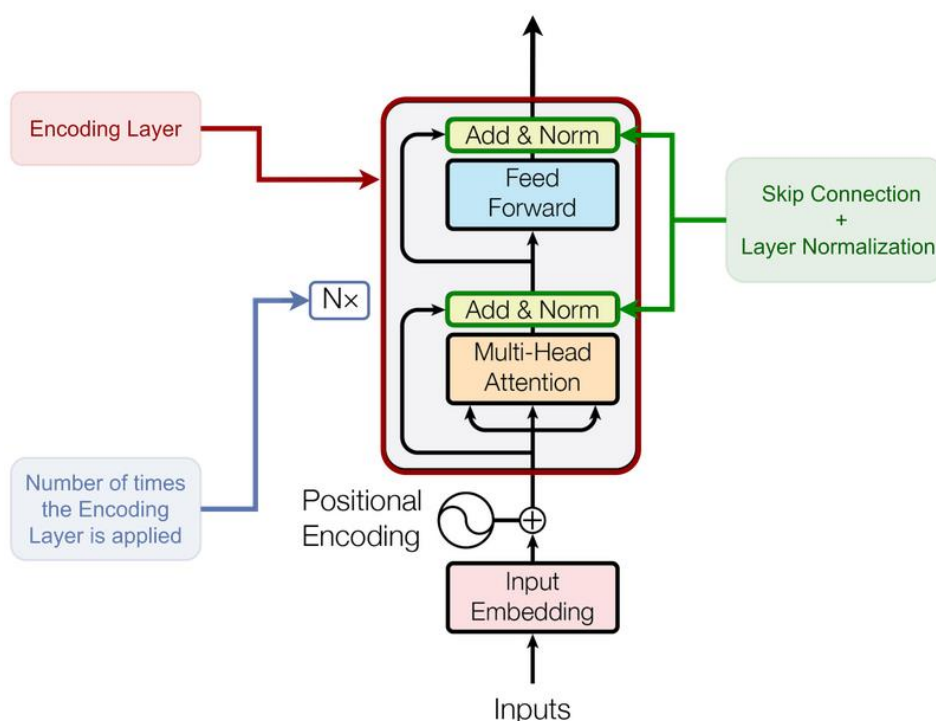 Encoding Layer
Add & Norm
Feed
Forward
Skip Connection
+
Layer Normalization
N×
Add & Norm
Multi-Head
Attention
Number of times
the Encoding
Layer is applied
Positional
Encoding
Input
Embedding
Inputs